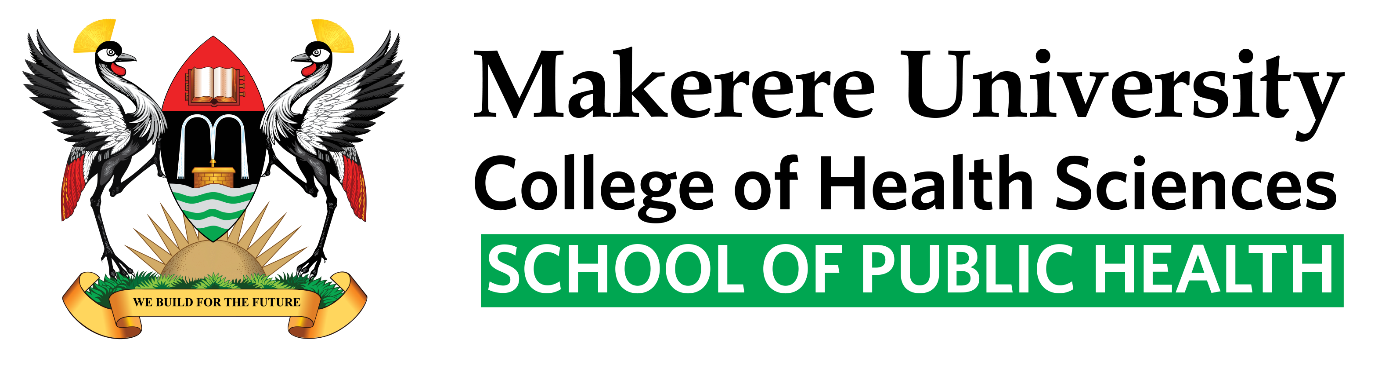 Makerere University
College of Health Sciences
SCHOOL OF PUBLIC HEALTH
WE BUILD FOR THE FUTURE